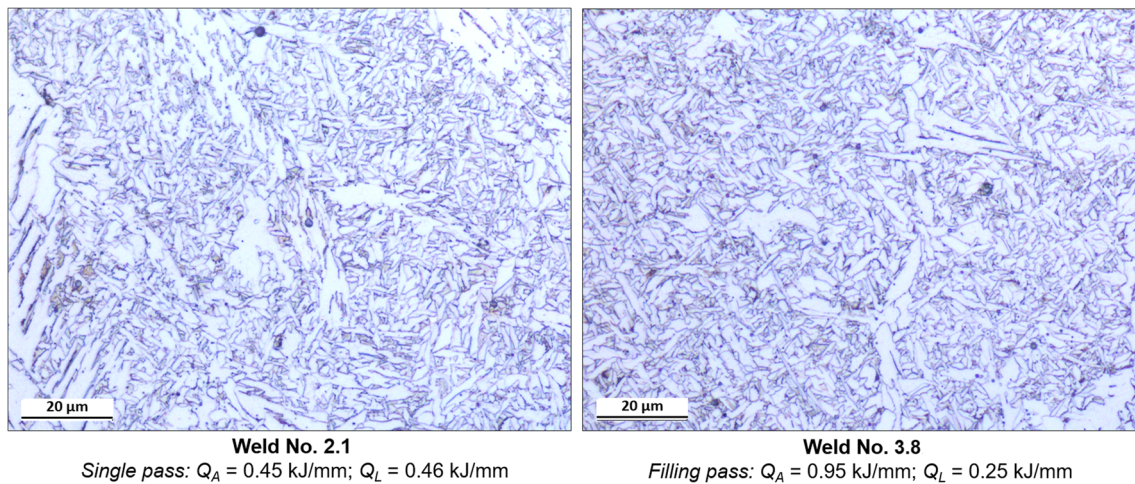 20 µm
20 µm
Weld No. 2.1
Single pass: QA = 0.45 kJ/mm; QL = 0.46 kJ/mm
Weld No. 3.8
Filling pass: QA = 0.95 kJ/mm; QL = 0.25 kJ/mm